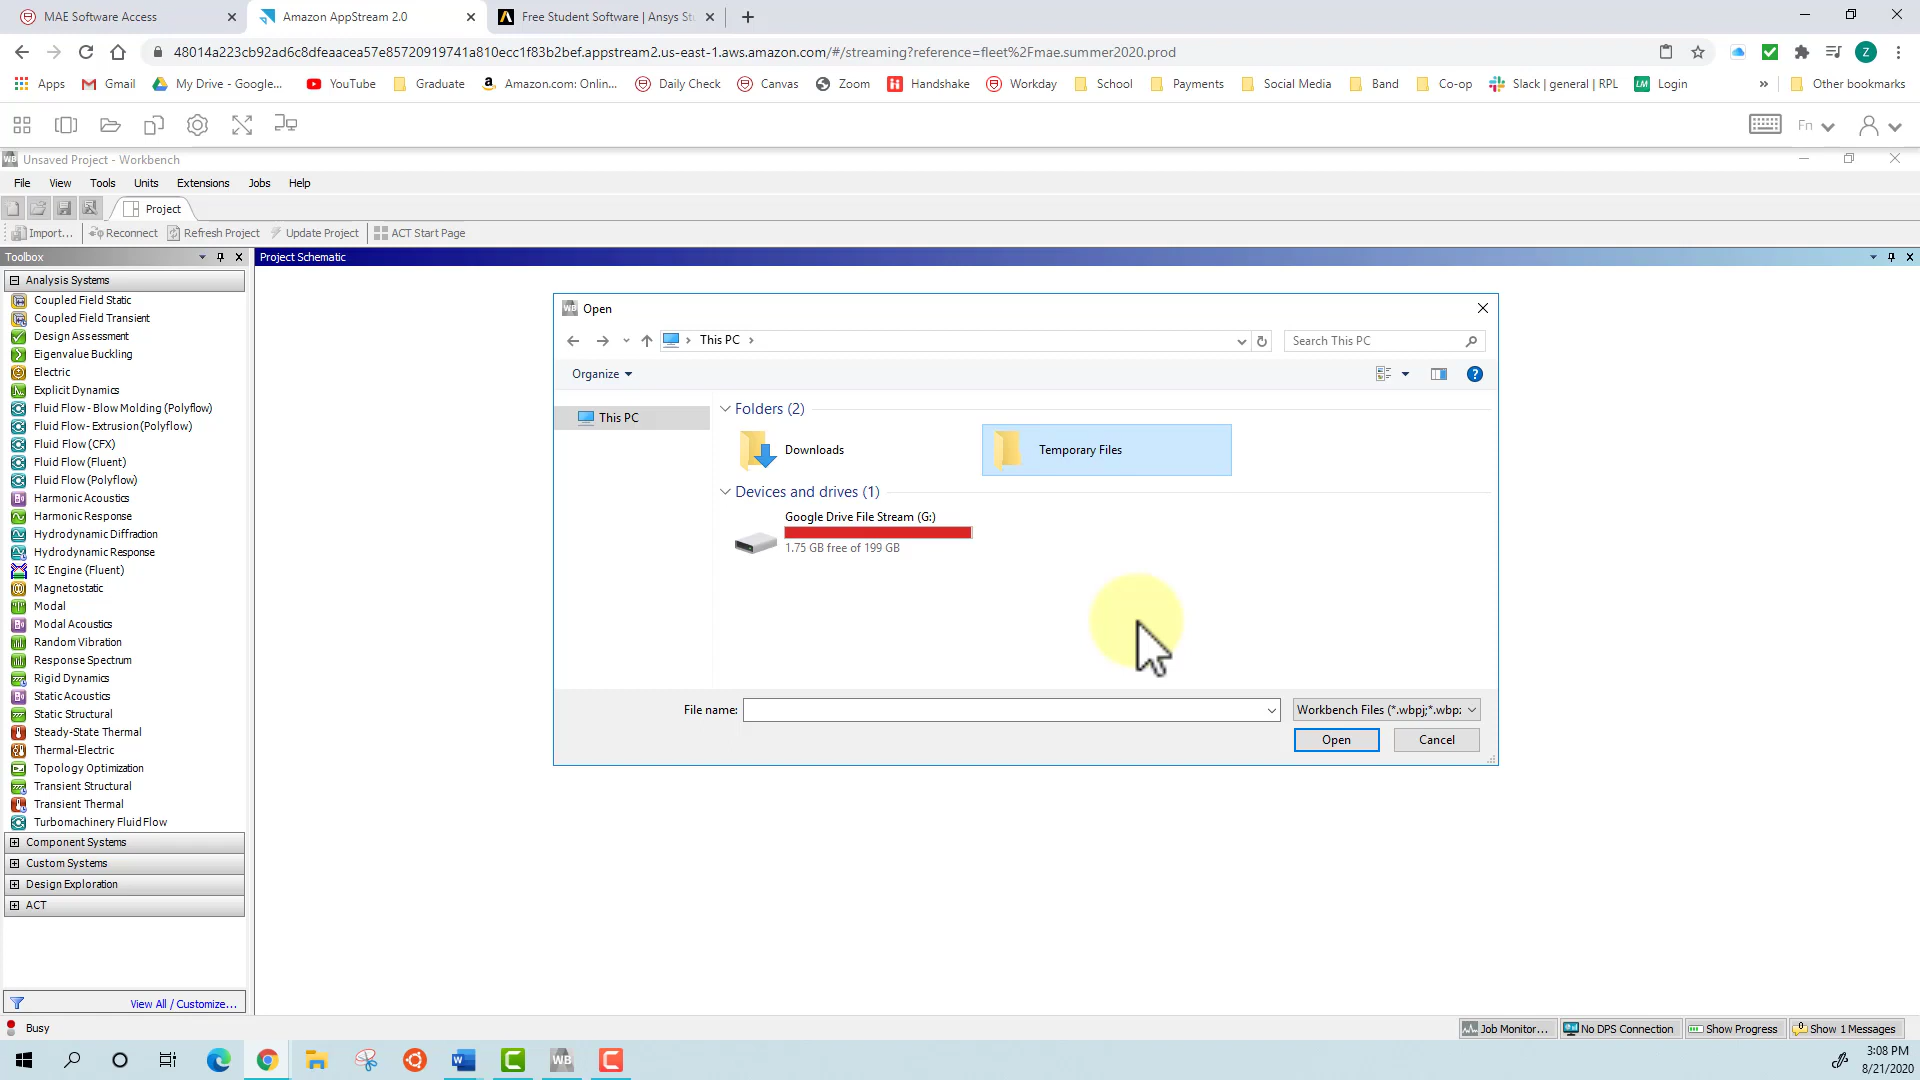 MAE Software Access
Amazon AppStream 2.0
Free Student Software | Ansys St
48014a223cb92ad6c8dfeaacea57e85720919741a810ecc1f83b2bef.appstream2.us-east-1.aws.amazon.com/#/streaming?reference=fleet%2Fmae.summer2020.prod
Z
Apps
Gmail
My Drive - Google...
YouTube
Graduate
Amazon.com: Onlin...
Daily Check
Canvas
Zoom
Handshake
Workday
School
Payments
Social Media
Band
Co-op
Slack | general | RPL
LM Login
Other bookmarks
Fn
WB Unsaved Project - Workbench
File View Tools Units Extensions Jobs Help
Project
Import... Reconnect Refresh Project Update Project ACT Start Page
Toolbox
Project Schematic
Analysis Systems
Coupled Field Static
Coupled Field Transient
Design Assessment
Eigenvalue Buckling
Electric
Explicit Dynamics
Fluid Flow - Blow Molding (Polyflow)
Fluid Flow- Extrusion (Polyflow)
Fluid Flow (CFX)
Fluid Flow (Fluent)
Fluid Flow (Polyflow)
Harmonic Acoustics
Harmonic Response
Hydrodynamic Diffraction
Hydrodynamic Response
IC Engine (Fluent)
Magnetostatic
Modal
Modal Acoustics
Random Vibration
Response Spectrum
Rigid Dynamics
Static Acoustics
Static Structural
Steady-State Thermal
Thermal-Electric
Topology Optimization
Transient Structural
Transient Thermal
Turbomachinery Fluid Flow
Component Systems
Custom Systems
Design Exploration
ACT
View All / Customize...
WB Open
This PC
Search This PC
Organize
This PC
Folders (2)
Downloads
Temporary Files
Devices and drives (1)
Google Drive File Stream (G:)
1.75 GB free of 199 GB
File name:
Workbench Files (*.wbpj;*.wbp;
Open
Cancel
Busy
Job Monitor...
No DPS Connection
Show Progress
Show 1 Messages
WB
3:08 PM
8/21/2020